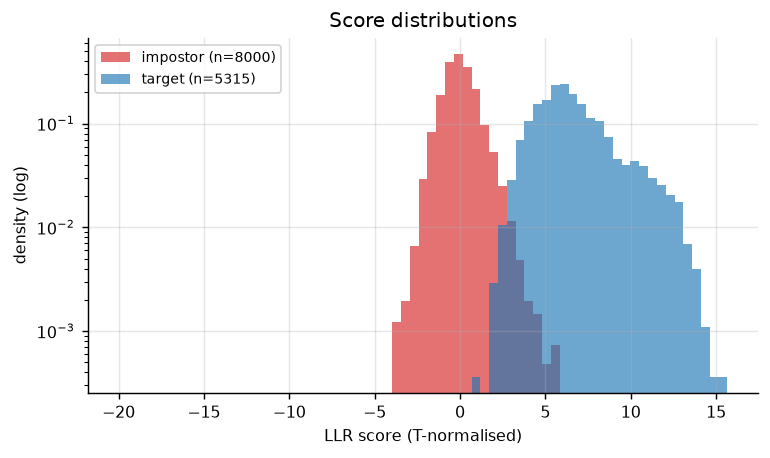 Score distributions
impostor (n=8000)
target (n=5315)
density (log)
10⁻¹
10⁻²
10⁻³
−20 −15 −10 −5 0 5 10 15
LLR score (T-normalised)